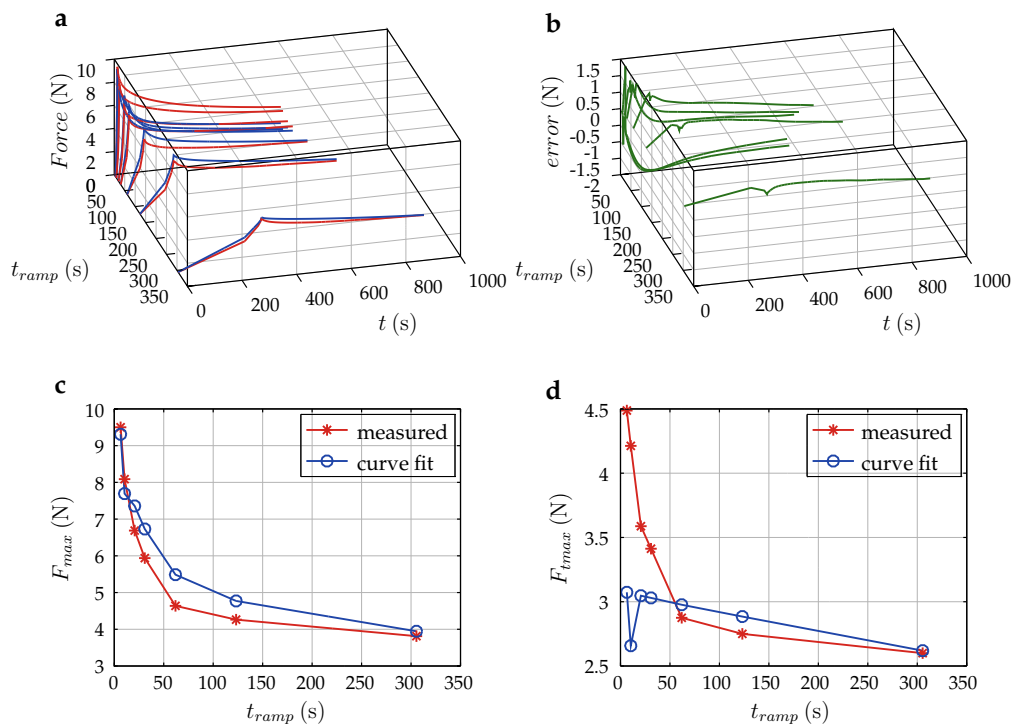 a
10
8
6
4
2
0
Force (N)
50
100
150
200
250
300
350
t_ramp (s)
0
200
400
600
800
1000
t (s)
b
1.5
1
0.5
0
-0.5
-1
-1.5
-2
error (N)
50
100
150
200
250
300
350
t_ramp (s)
0
200
400
600
800
1000
t (s)
c
10
9
8
7
6
5
4
3
F_max (N)
measured
curve fit
0 50 100 150 200 250 300 350
t_ramp (s)
d
4.5
4
3.5
3
2.5
F_tmax (N)
measured
curve fit
0 50 100 150 200 250 300 350
t_ramp (s)